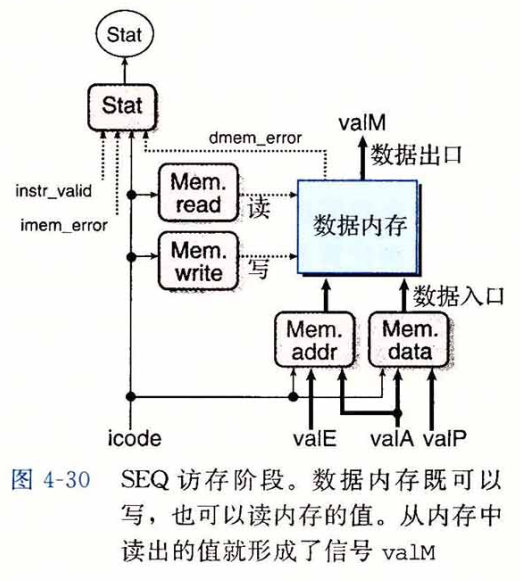 Stat
Stat
dmem_error
valM
数据出口
instr_valid
Mem.
read
读
imem_error
数据内存
Mem.
write
写
数据入口
Mem.
addr
Mem.
data
icode
valE
valA
valP
图 4-30 SEQ 访存阶段。数据内存既可以
写，也可以读内存的值。从内存中
读出的值就形成了信号 valM